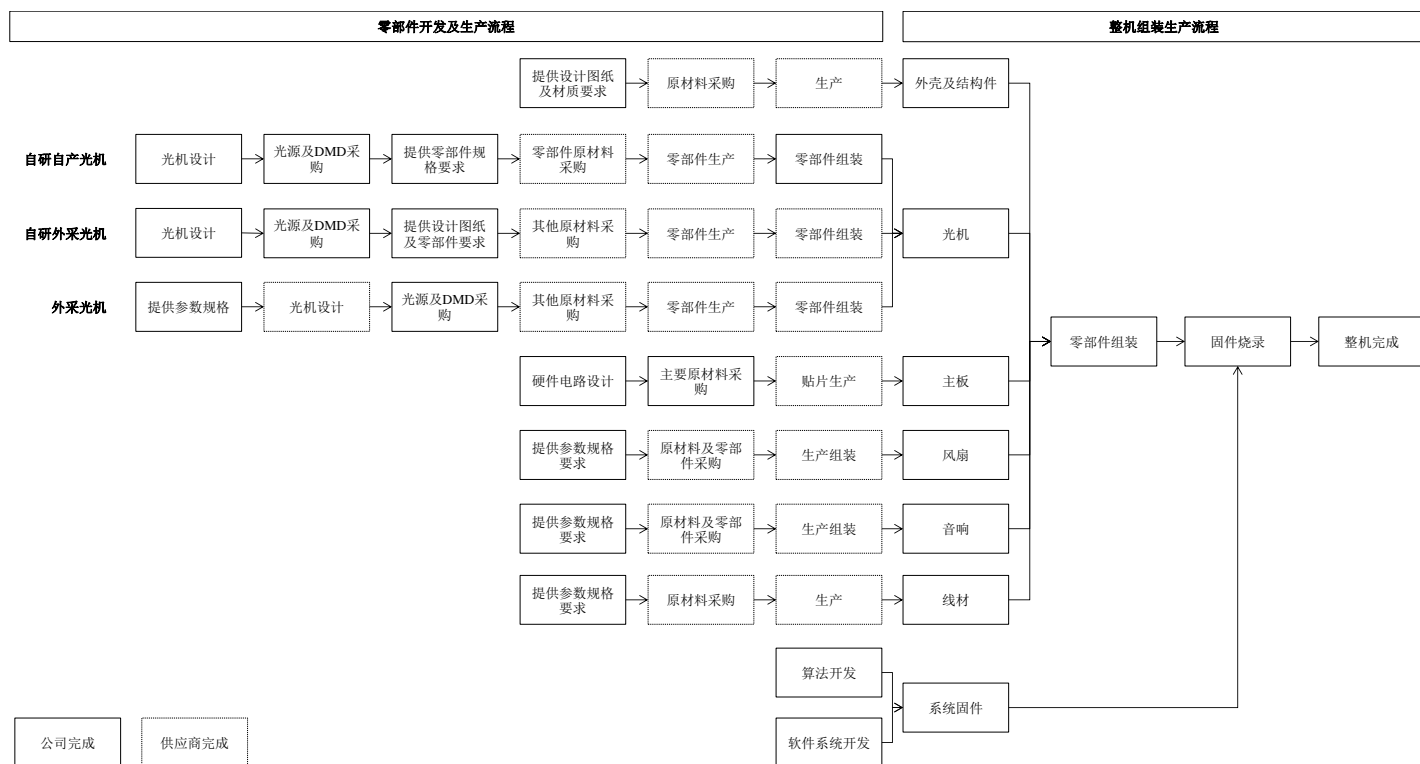 零部件开发及生产流程
整机组装生产流程
提供设计图纸
及材质要求
原材料采购
生产
外壳及结构件
自研自产光机
光机设计
光源及DMD采
购
提供零部件规
格要求
零部件原材料
采购
零部件生产
零部件组装
自研外采光机
光机设计
光源及DMD采
购
提供设计图纸
及零部件要求
其他原材料采
购
零部件生产
零部件组装
光机
外采光机
提供参数规格
光机设计
光源及DMD采
购
其他原材料采
购
零部件生产
零部件组装
零部件组装
固件烧录
整机完成
硬件电路设计
主要原材料采
购
贴片生产
主板
提供参数规格
要求
原材料及零部
件采购
生产组装
风扇
提供参数规格
要求
原材料及零部
件采购
生产组装
音响
提供参数规格
要求
原材料采购
生产
线材
算法开发
系统固件
软件系统开发
公司完成
供应商完成